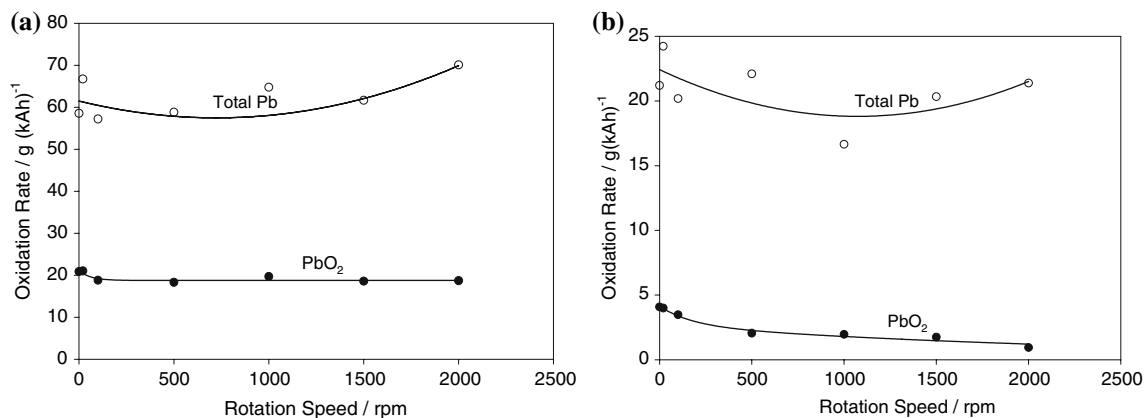 (a)
80
70
60
50
40
30
20
10
0
Oxidation Rate / g (kAh)⁻¹
Total Pb
PbO₂
0 500 1000 1500 2000 2500
Rotation Speed / rpm
(b)
25
20
15
10
5
0
Oxidation Rate / g(kAh)⁻¹
Total Pb
PbO₂
0 500 1000 1500 2000 2500
Rotation Speed / rpm